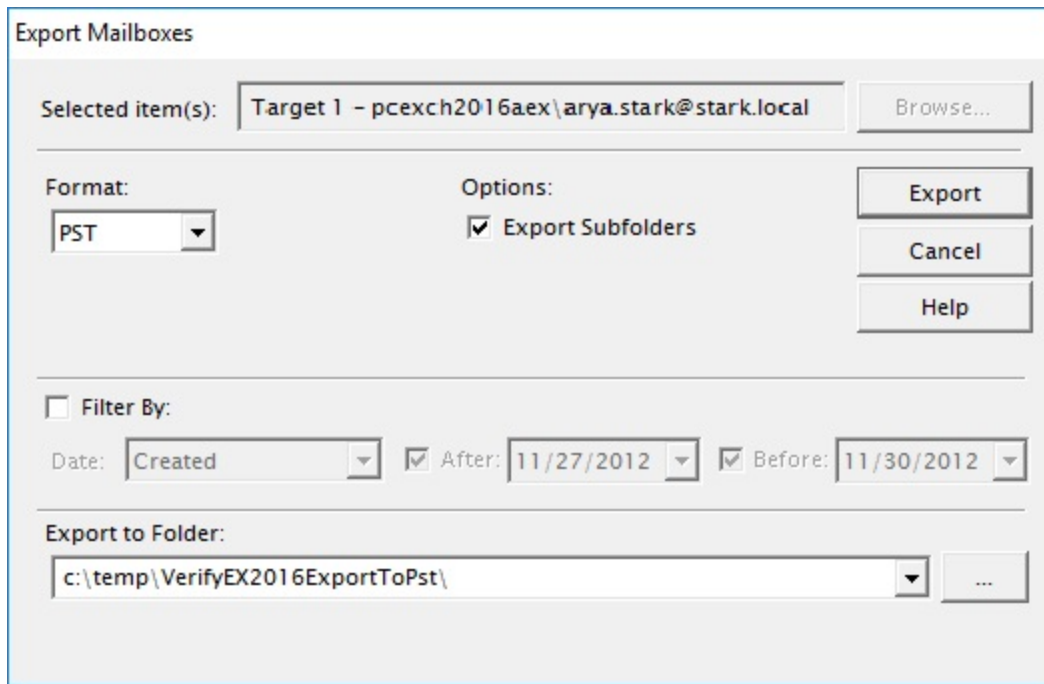 Export Mailboxes
Selected item(s): Target 1 - pcexch2016aex\arya.stark@stark.local Browse...
Format: Options:
PST Export Subfolders Export
Cancel
Help
Filter By:
Date: Created After: 11/27/2012 Before: 11/30/2012
Export to Folder:
c:\temp\VerifyEX2016ExportToPst\ ...